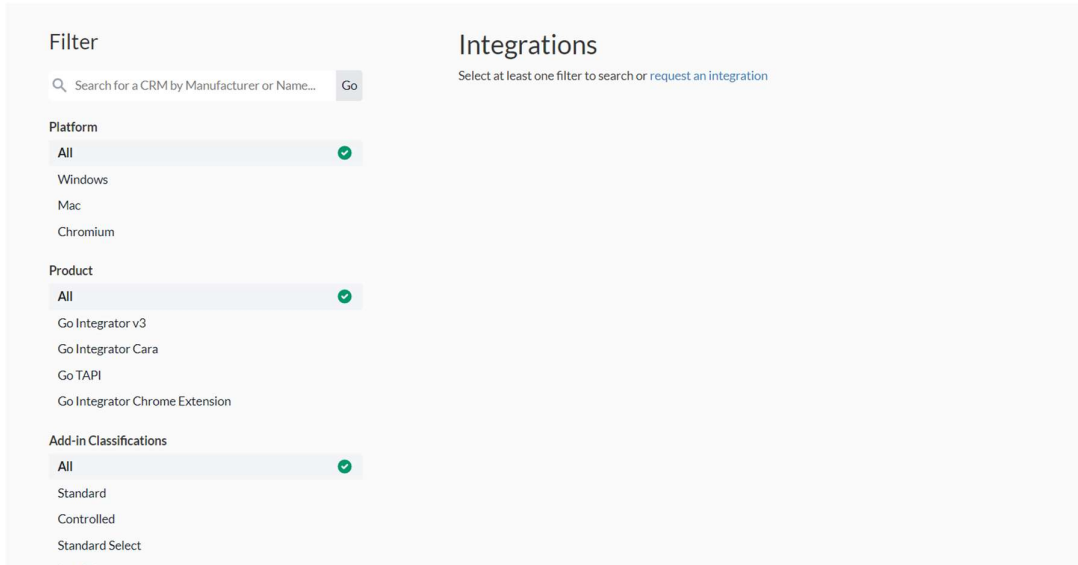 Filter
Search for a CRM by Manufacturer or Name...
Go
Platform
All
Windows
Mac
Chromium
Product
All
Go Integrator v3
Go Integrator Cara
Go TAPI
Go Integrator Chrome Extension
Add-in Classifications
All
Standard
Controlled
Standard Select
Integrations
Select at least one filter to search or request an integration